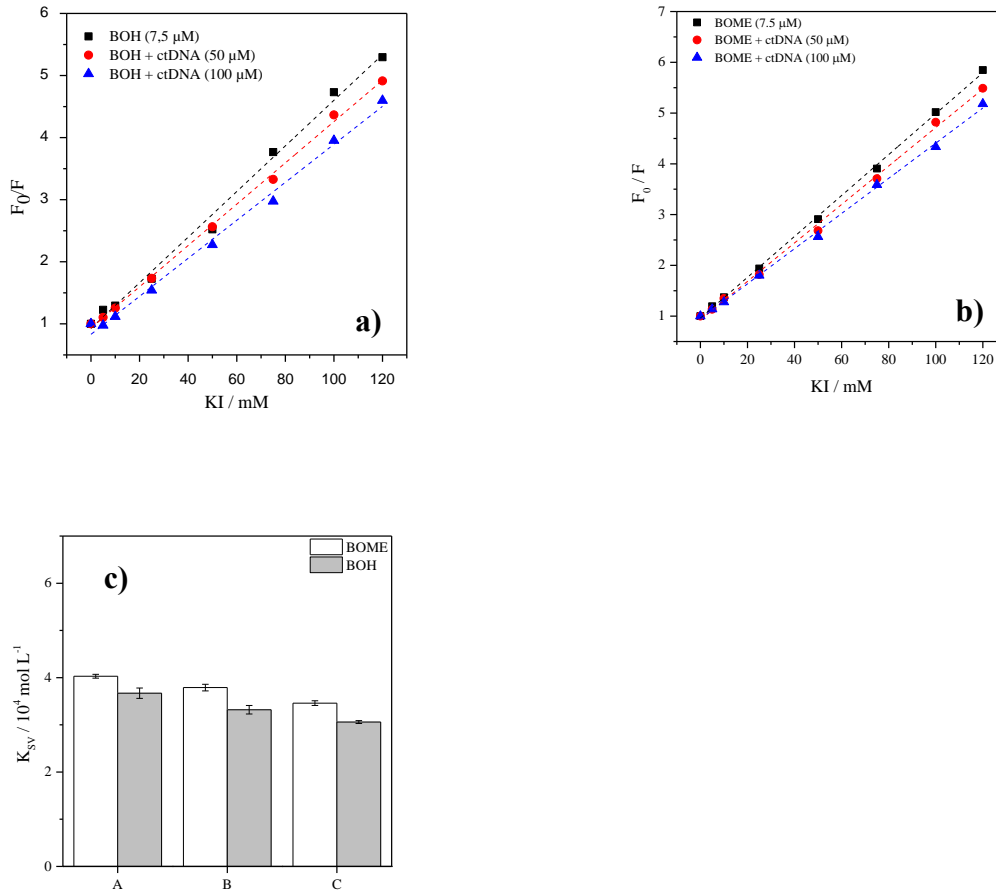 BOH (7,5 µM)
BOH + ctDNA (50 µM)
BOH + ctDNA (100 µM)
6
5
4
3
2
1
F0/F
a)
0 20 40 60 80 100 120
KI / mM
BOME (7.5 µM)
BOME + ctDNA (50 µM)
BOME + ctDNA (100 µM)
7
6
5
4
3
2
1
F0 / F
b)
0 20 40 60 80 100 120
KI / mM
BOME
BOH
c)
6
4
2
0
KSV / 10^4 mol L^-1
A B C